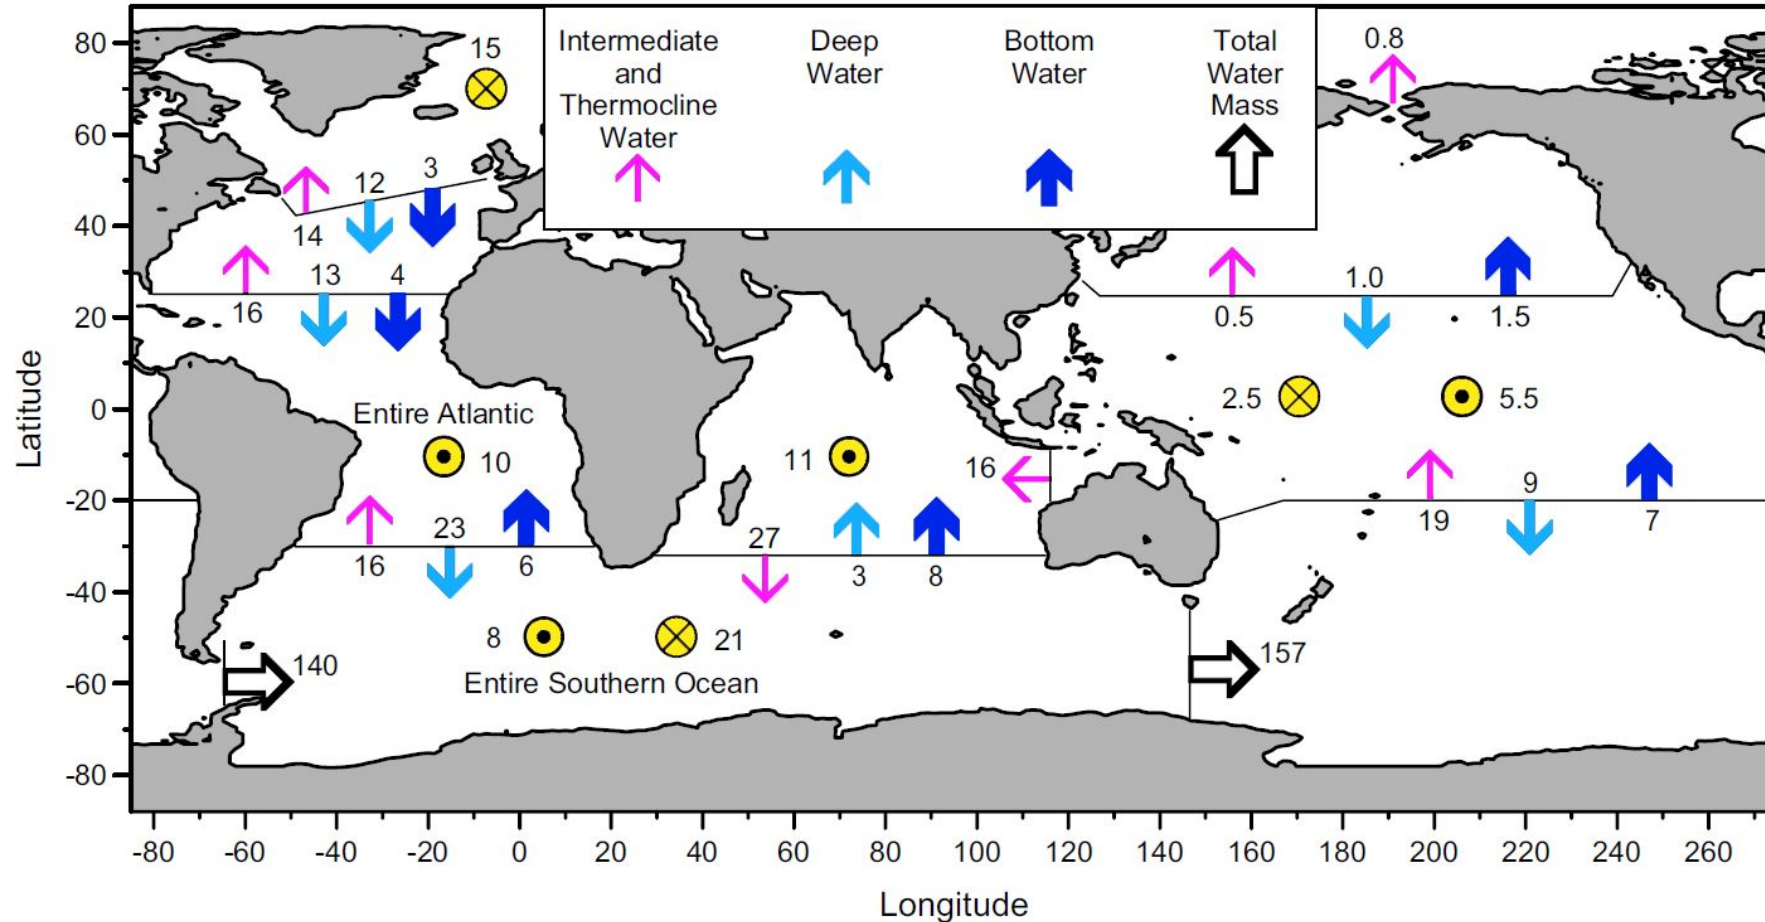 Intermediate
and
Thermocline
Water
Deep
Water
Bottom
Water
Total
Water
Mass
80
60
40
20
0
-20
-40
-60
-80
Latitude
15
0.8
12
3
14
13
4
16
1.0
0.5
1.5
2.5
5.5
Entire Atlantic
10
11
16
23
16
6
27
3
8
9
19
7
8
21
Entire Southern Ocean
140
157
-80 -60 -40 -20 0 20 40 60 80 100 120 140 160 180 200 220 240 260
Longitude